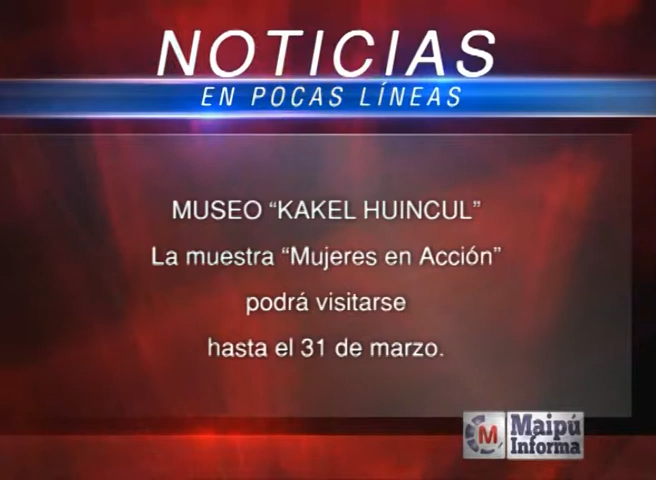 NOTICIAS
EN POCAS LÍNEAS
MUSEO “KAKEL HUINCUL”
La muestra “Mujeres en Acción”
podrá visitarse
hasta el 31 de marzo.
M
Maipú
Informa